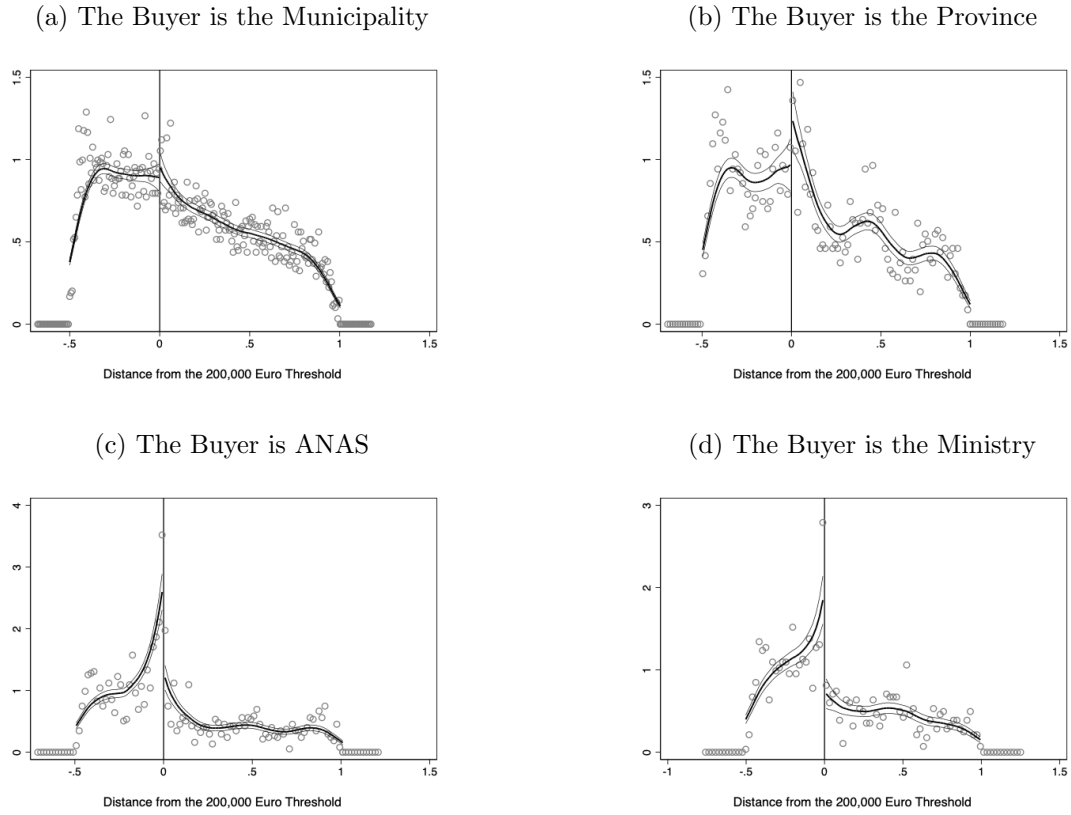 (a) The Buyer is the Municipality
1.5
1
.5
0
-.5 0 .5 1 1.5
Distance from the 200,000 Euro Threshold
(b) The Buyer is the Province
1.5
1
.5
0
-.5 0 .5 1 1.5
Distance from the 200,000 Euro Threshold
(c) The Buyer is ANAS
4
3
2
1
0
-.5 0 .5 1 1.5
Distance from the 200,000 Euro Threshold
(d) The Buyer is the Ministry
3
2
1
0
-1 -.5 0 .5 1 1.5
Distance from the 200,000 Euro Threshold